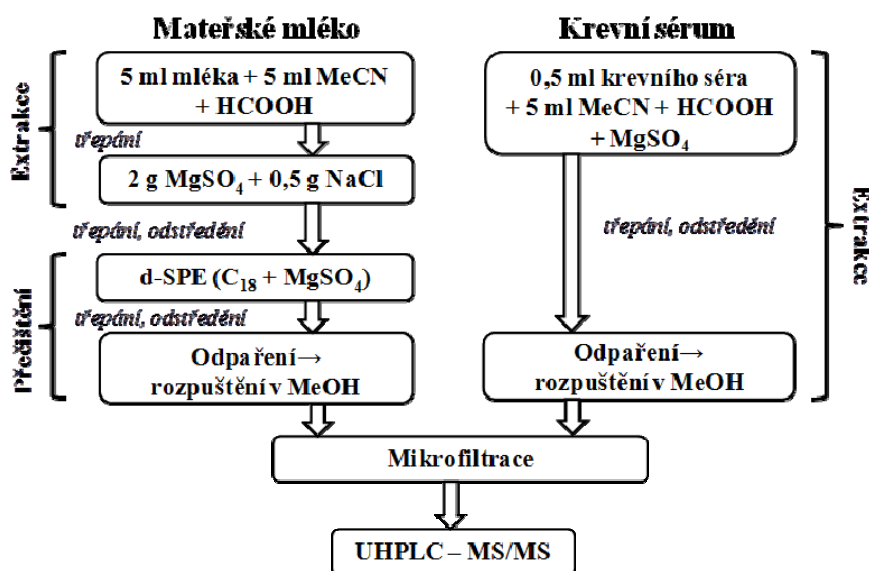 Mateřské mléko
Extrakce
5 ml mléka + 5 ml MeCN
+ HCOOH
třepání
2 g MgSO4 + 0,5 g NaCl
třepání, odstředění
Přečištění
d-SPE (C18 + MgSO4)
třepání, odstředění
Odpaření→
rozpuštění v MeOH
Krevní sérum
0,5 ml krevního séra
+ 5 ml MeCN + HCOOH
+ MgSO4
třepání, odstředění
Extrakce
Odpaření→
rozpuštění v MeOH
Mikrofiltrace
UHPLC – MS/MS